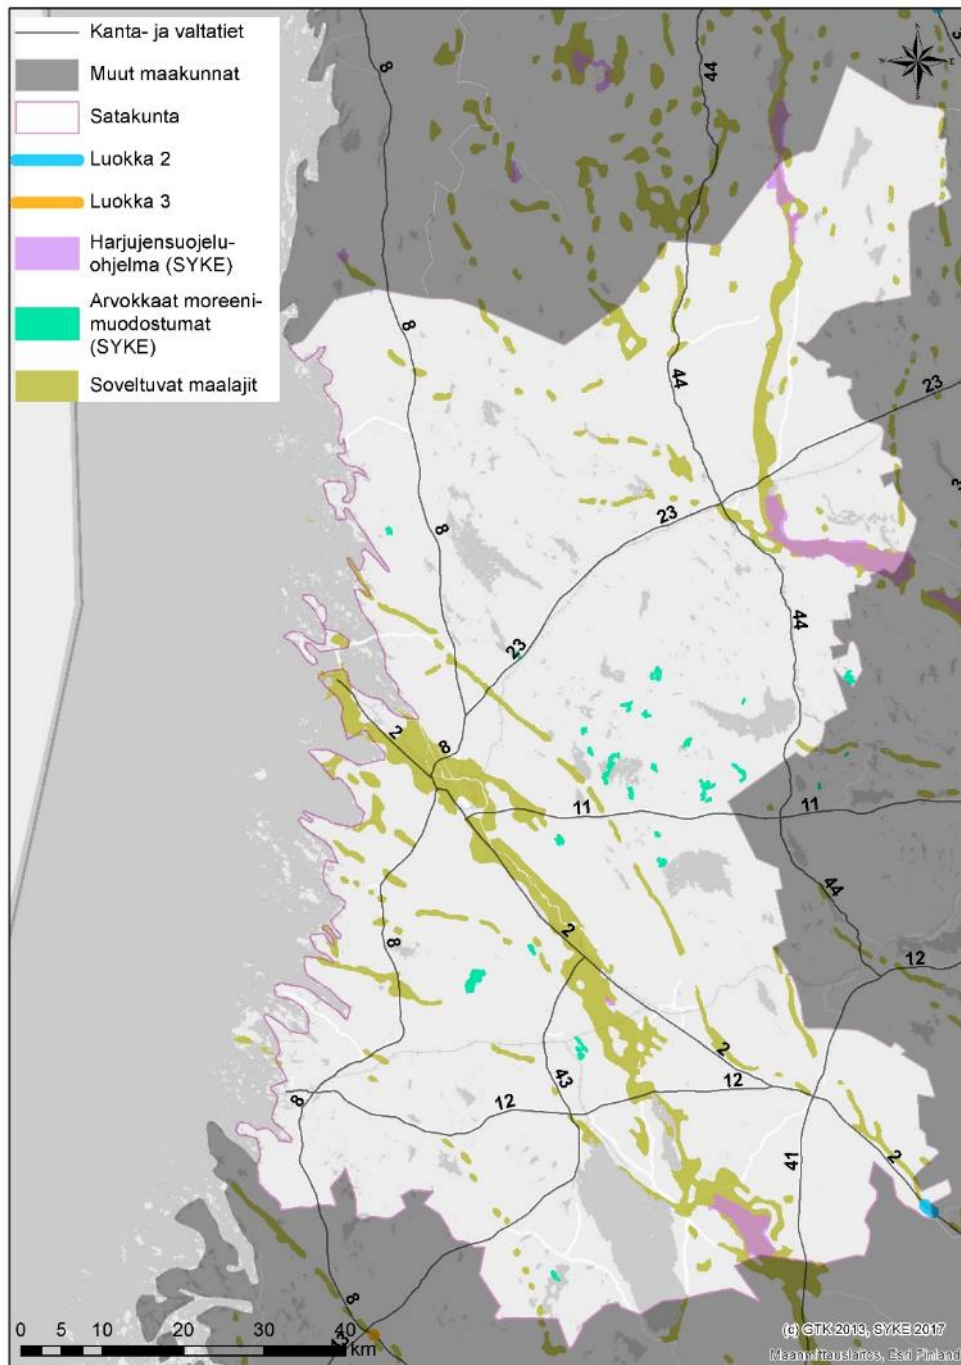 Kanta- ja valtatiet
Muut maakunnat
Satakunta
Luokka 2
Luokka 3
Harjujensuojelu-
ohjelma (SYKE)
Arvokkaat moreeni-
muodostumat
(SYKE)
Soveltuvat maalajit
8
44
3
N
E
S
8
44
23
3
8
23
44
23
2
8
11
11
44
8
2
12
2
43
12
12
8
41
2
8
43
0 5 10 20 30 40
km
(c) GTK 2013, SYKE 2017
Maanmittauslaitos, Esri Finland